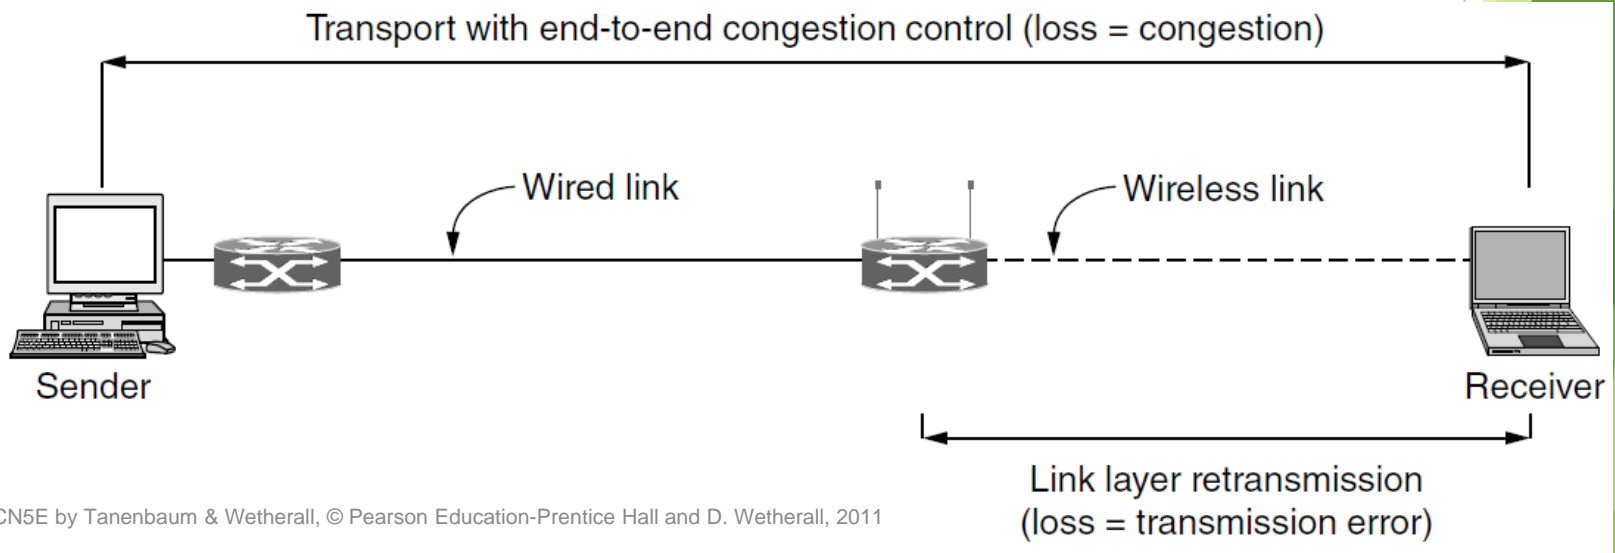 Transport with end-to-end congestion control (loss = congestion)
Wired link
Wireless link
Sender
Receiver
Link layer retransmission
(loss = transmission error)
CN5E by Tanenbaum & Wetherall, © Pearson Education-Prentice Hall and D. Wetherall, 2011